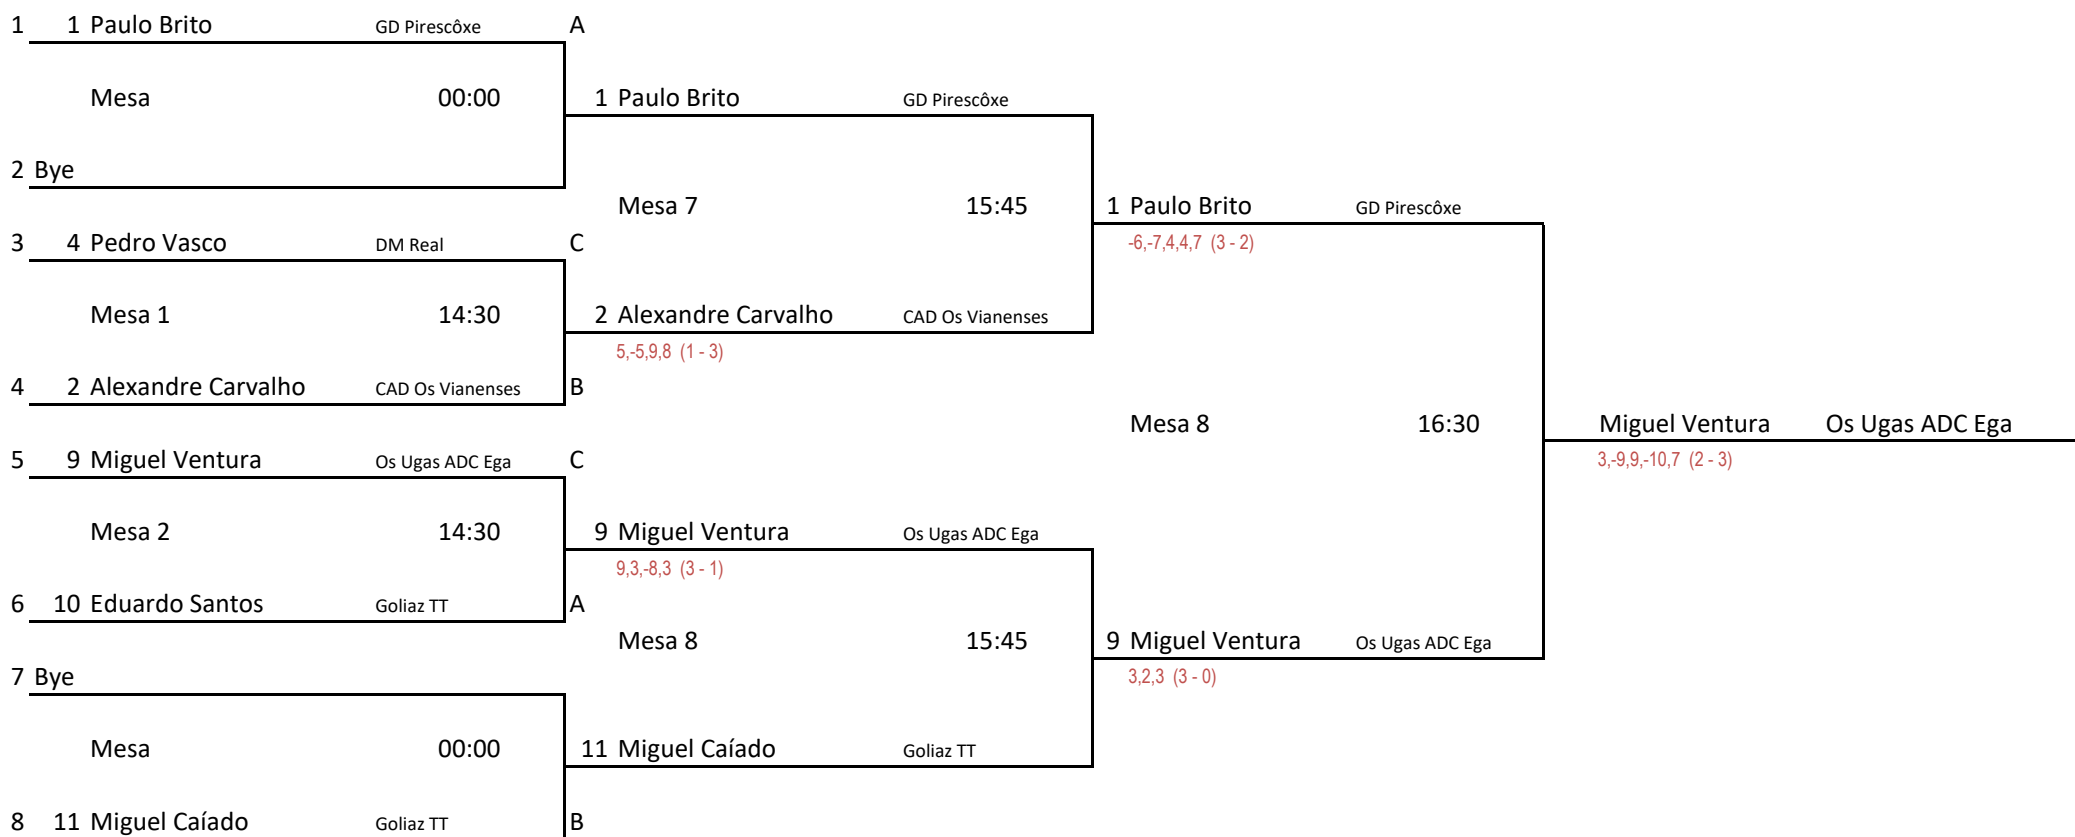 1 1 Paulo Brito GD Pirescôxe A
Mesa 00:00 1 Paulo Brito GD Pirescôxe
2 Bye
Mesa 7 15:45 1 Paulo Brito GD Pirescôxe
3 4 Pedro Vasco DM Real C -6,-7,4,4,7 (3 - 2)
Mesa 1 14:30 2 Alexandre Carvalho CAD Os Vianenses
5,-5,9,8 (1 - 3)
4 2 Alexandre Carvalho CAD Os Vianenses B
Mesa 8 16:30 Miguel Ventura Os Ugas ADC Ega
5 9 Miguel Ventura Os Ugas ADC Ega C 3,-9,9,-10,7 (2 - 3)
Mesa 2 14:30 9 Miguel Ventura Os Ugas ADC Ega
9,3,-8,3 (3 - 1)
6 10 Eduardo Santos Goliaz TT A
Mesa 8 15:45 9 Miguel Ventura Os Ugas ADC Ega
7 Bye 3,2,3 (3 - 0)
Mesa 00:00 11 Miguel Caíado Goliaz TT
8 11 Miguel Caíado Goliaz TT B